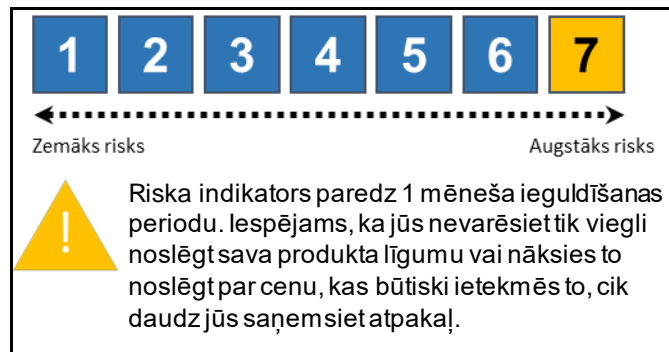 1 2 3 4 5 6 7
Zemāks risks Augstāks risks
!
Riska indikators paredz 1 mēneša ieguldīšanas
periodu. Iespējams, ka jūs nevarēsiet tik viegli
noslēgt sava produkta līgumu vai nāksies to
noslēgt par cenu, kas būtiski ietekmēs to, cik
daudz jūs saņemsiet atpakaļ.